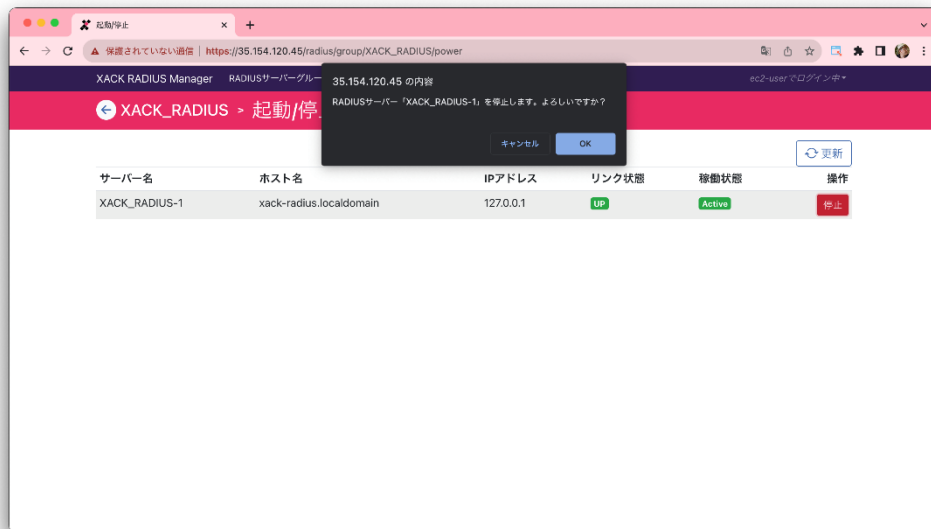 起動/停止
保護されていない通信 | https://35.154.120.45/radius/group/XACK_RADIUS/power
XACK RADIUS Manager RADIUSサーバーグルー ec2-userでログイン中
35.154.120.45 の内容
RADIUSサーバー「XACK_RADIUS-1」を停止します。よろしいですか？
キャンセル OK
XACK_RADIUS > 起動/停
更新
サーバー名 ホスト名 IPアドレス リンク状態 稼働状態 操作
XACK_RADIUS-1 xack-radius.localdomain 127.0.0.1 UP Active 停止